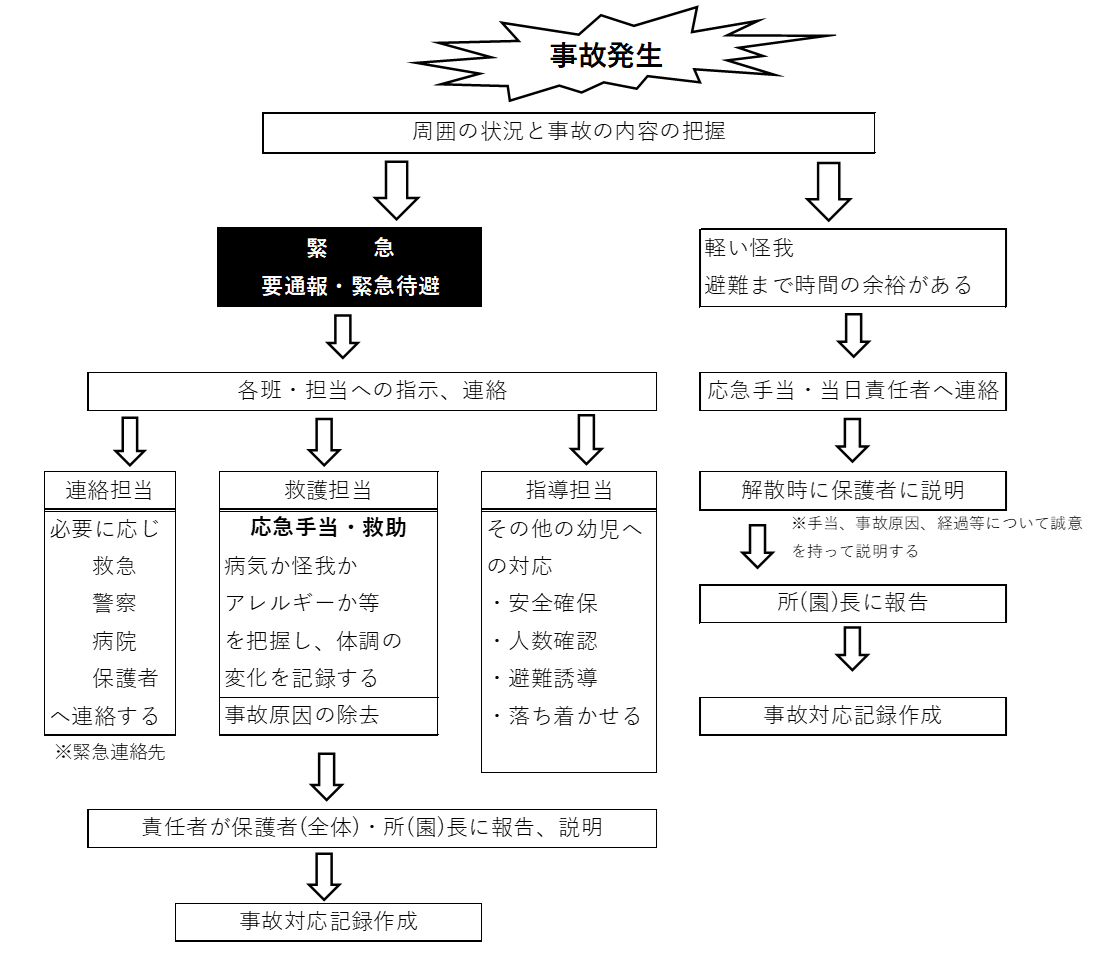 事故発生
周囲の状況と事故の内容の把握
緊　　急
要通報・緊急待避
各班・担当への指示、連絡
連絡担当
必要に応じ
救急
警察
病院
保護者
へ連絡する
※緊急連絡先
救護担当
応急手当・救助
病気か怪我か
アレルギーか等
を把握し、体調の
変化を記録する
事故原因の除去
指導担当
その他の幼児へ
の対応
・安全確保
・人数確認
・避難誘導
・落ち着かせる
責任者が保護者(全体)・所(園)長に報告、説明
事故対応記録作成
軽い怪我
避難まで時間の余裕がある
応急手当・当日責任者へ連絡
解散時に保護者に説明
※手当、事故原因、経過等について誠意
を持って説明する
所(園)長に報告
事故対応記録作成